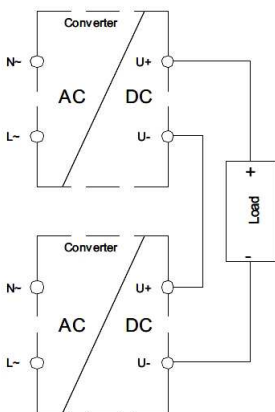 Converter
N~ U+
AC DC
L~ U-
+
Load
-
Converter
N~ U+
AC DC
L~ U-